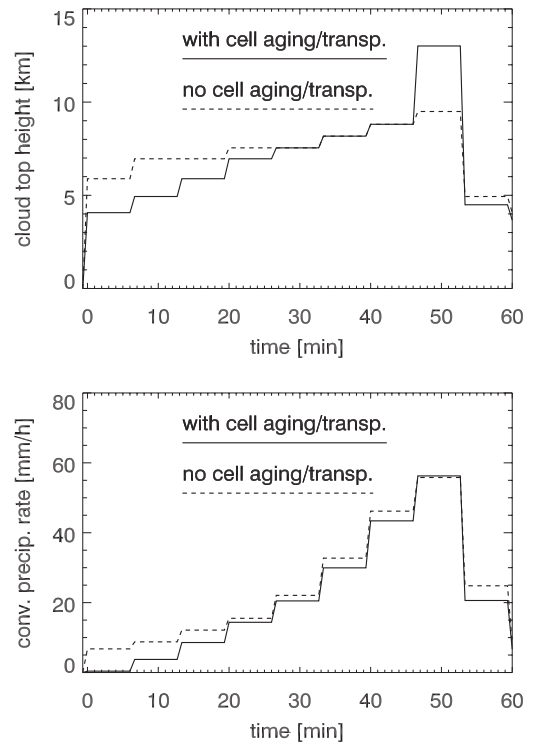 15
with cell aging/transp.
no cell aging/transp.
10
5
0
cloud top height [km]
0 10 20 30 40 50 60
time [min]
80
with cell aging/transp.
60
no cell aging/transp.
40
20
0
conv. precip. rate [mm/h]
0 10 20 30 40 50 60
time [min]